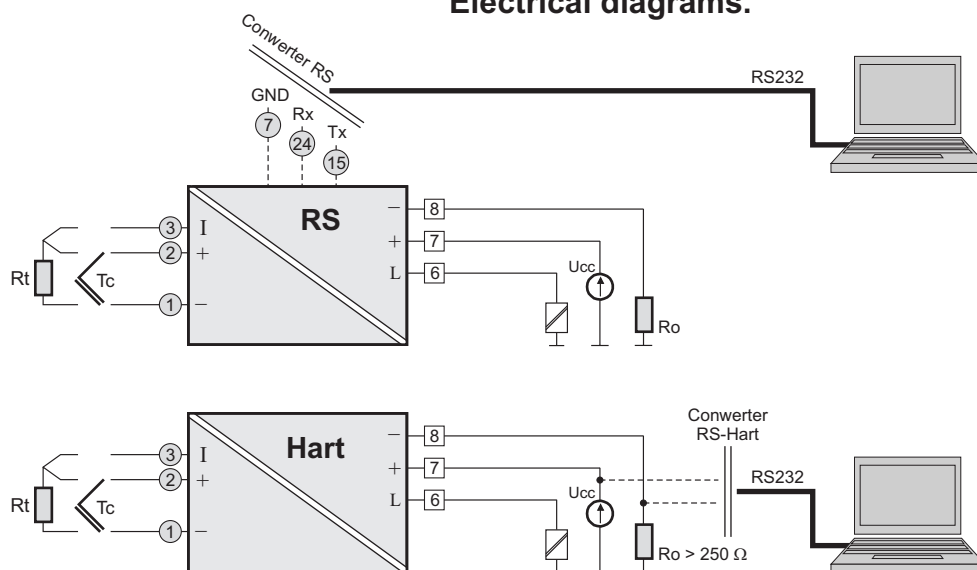 Electrical diagrams.
Conwerter RS
RS232
GND
7
Rx
24
Tx
15
RS
3
I
2
+
1
−
Rt
Tc
−
8
+
7
L
6
Ucc
Ro
Hart
3
I
2
+
1
−
Rt
Tc
−
8
+
7
L
6
Ucc
Ro > 250 Ω
Conwerter
RS-Hart
RS232